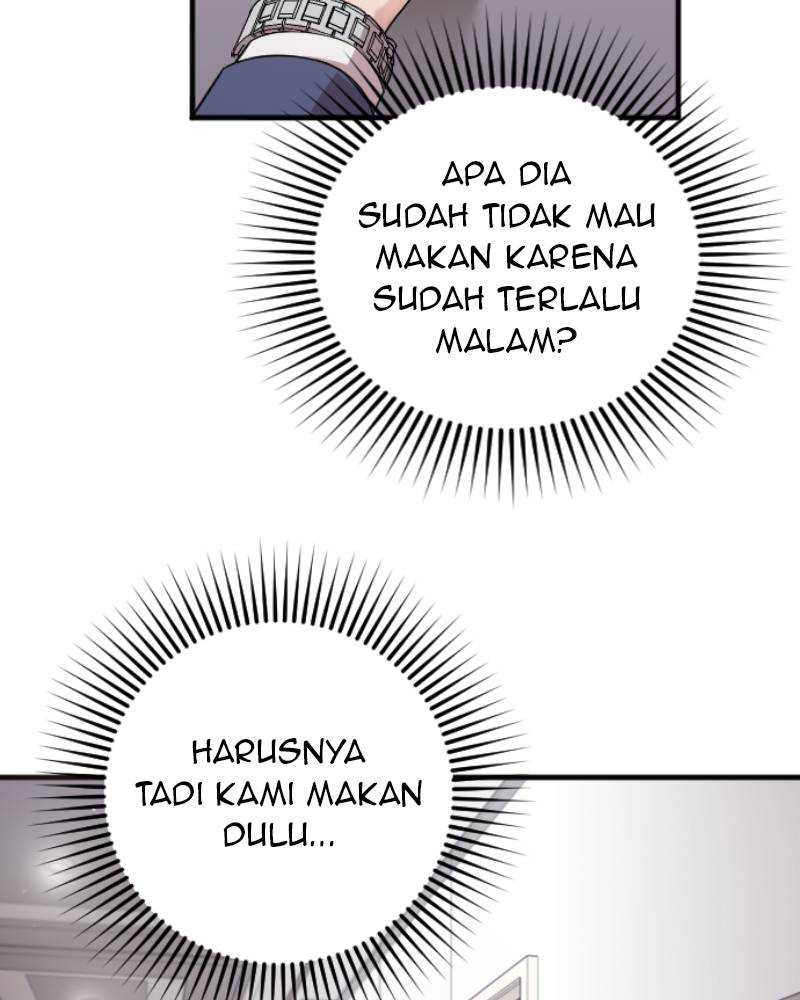 APA DIA
SUDAH TIDAK MAU
MAKAN KARENA
SUDAH TERLALU
MALAM?
HARUSNYA
TADI KAMI MAKAN
DULU...